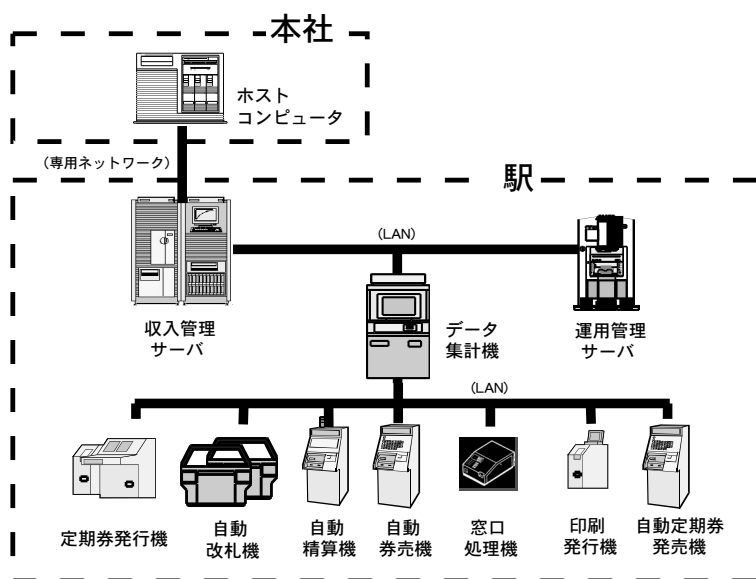 本社
ホスト
コンピュータ
(専用ネットワーク)
駅
(LAN)
収入管理
サーバ
データ
集計機
運用管理
サーバ
(LAN)
定期券発行機
自動
改札機
自動
精算機
自動
券売機
窓口
処理機
印刷
発行機
自動定期券
発売機